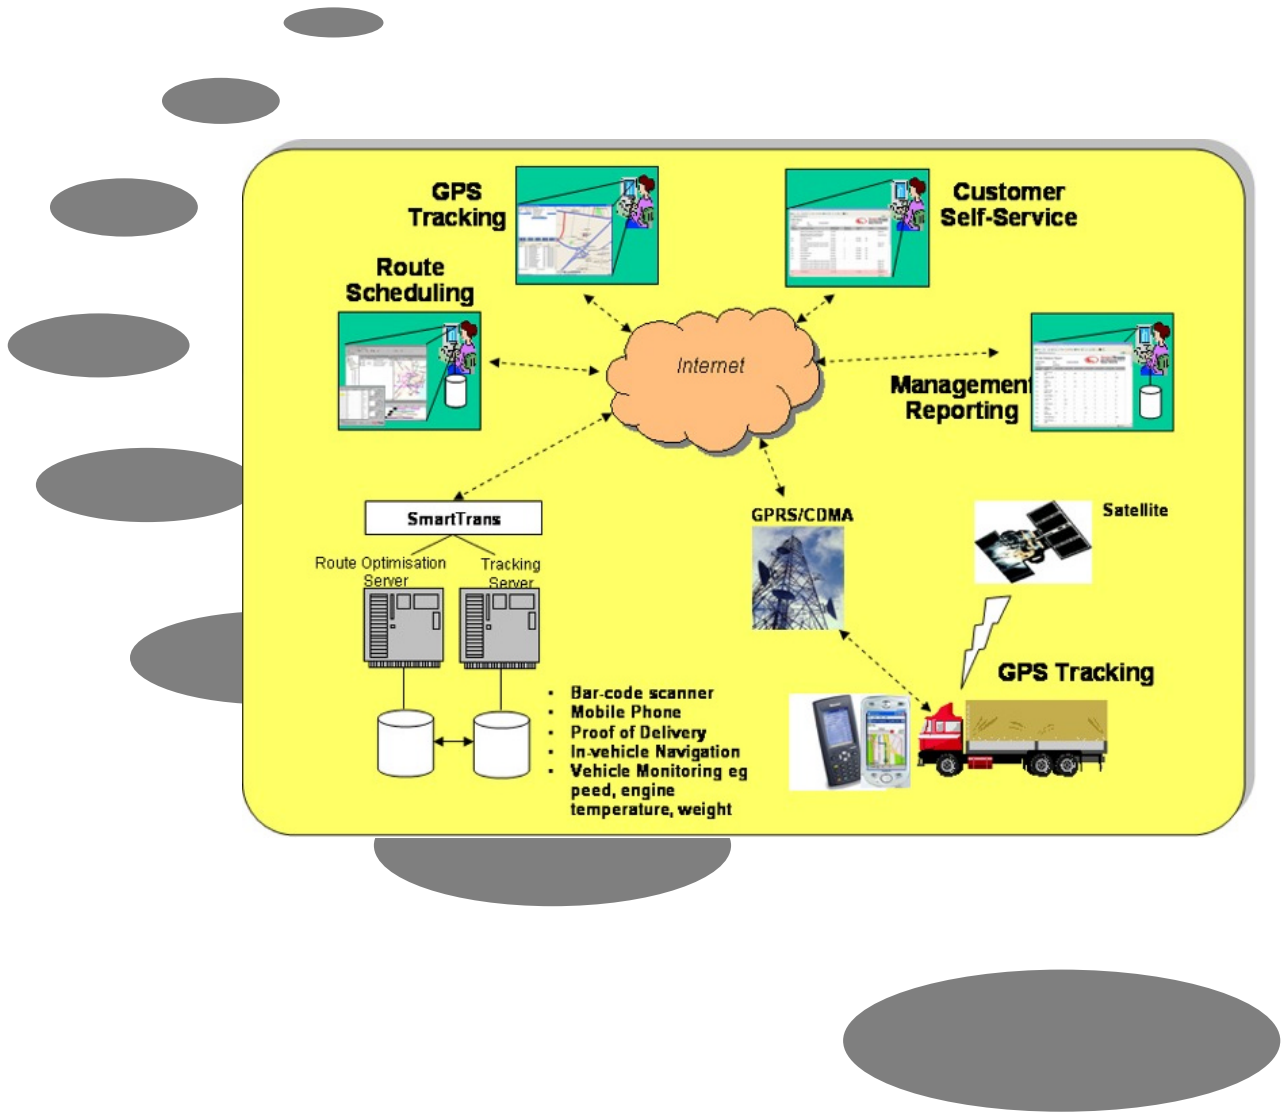 GPS
Tracking
Customer
Self-Service
Route
Scheduling
Internet
Management
Reporting
SmartTrans
GPRS/CDMA
Satellite
Route Optimisation
Server
Tracking
Server
GPS Tracking
• Bar-code scanner
• Mobile Phone
• Proof of Delivery
• In-vehicle Navigation
• Vehicle Monitoring eg
peed, engine
temperature, weight